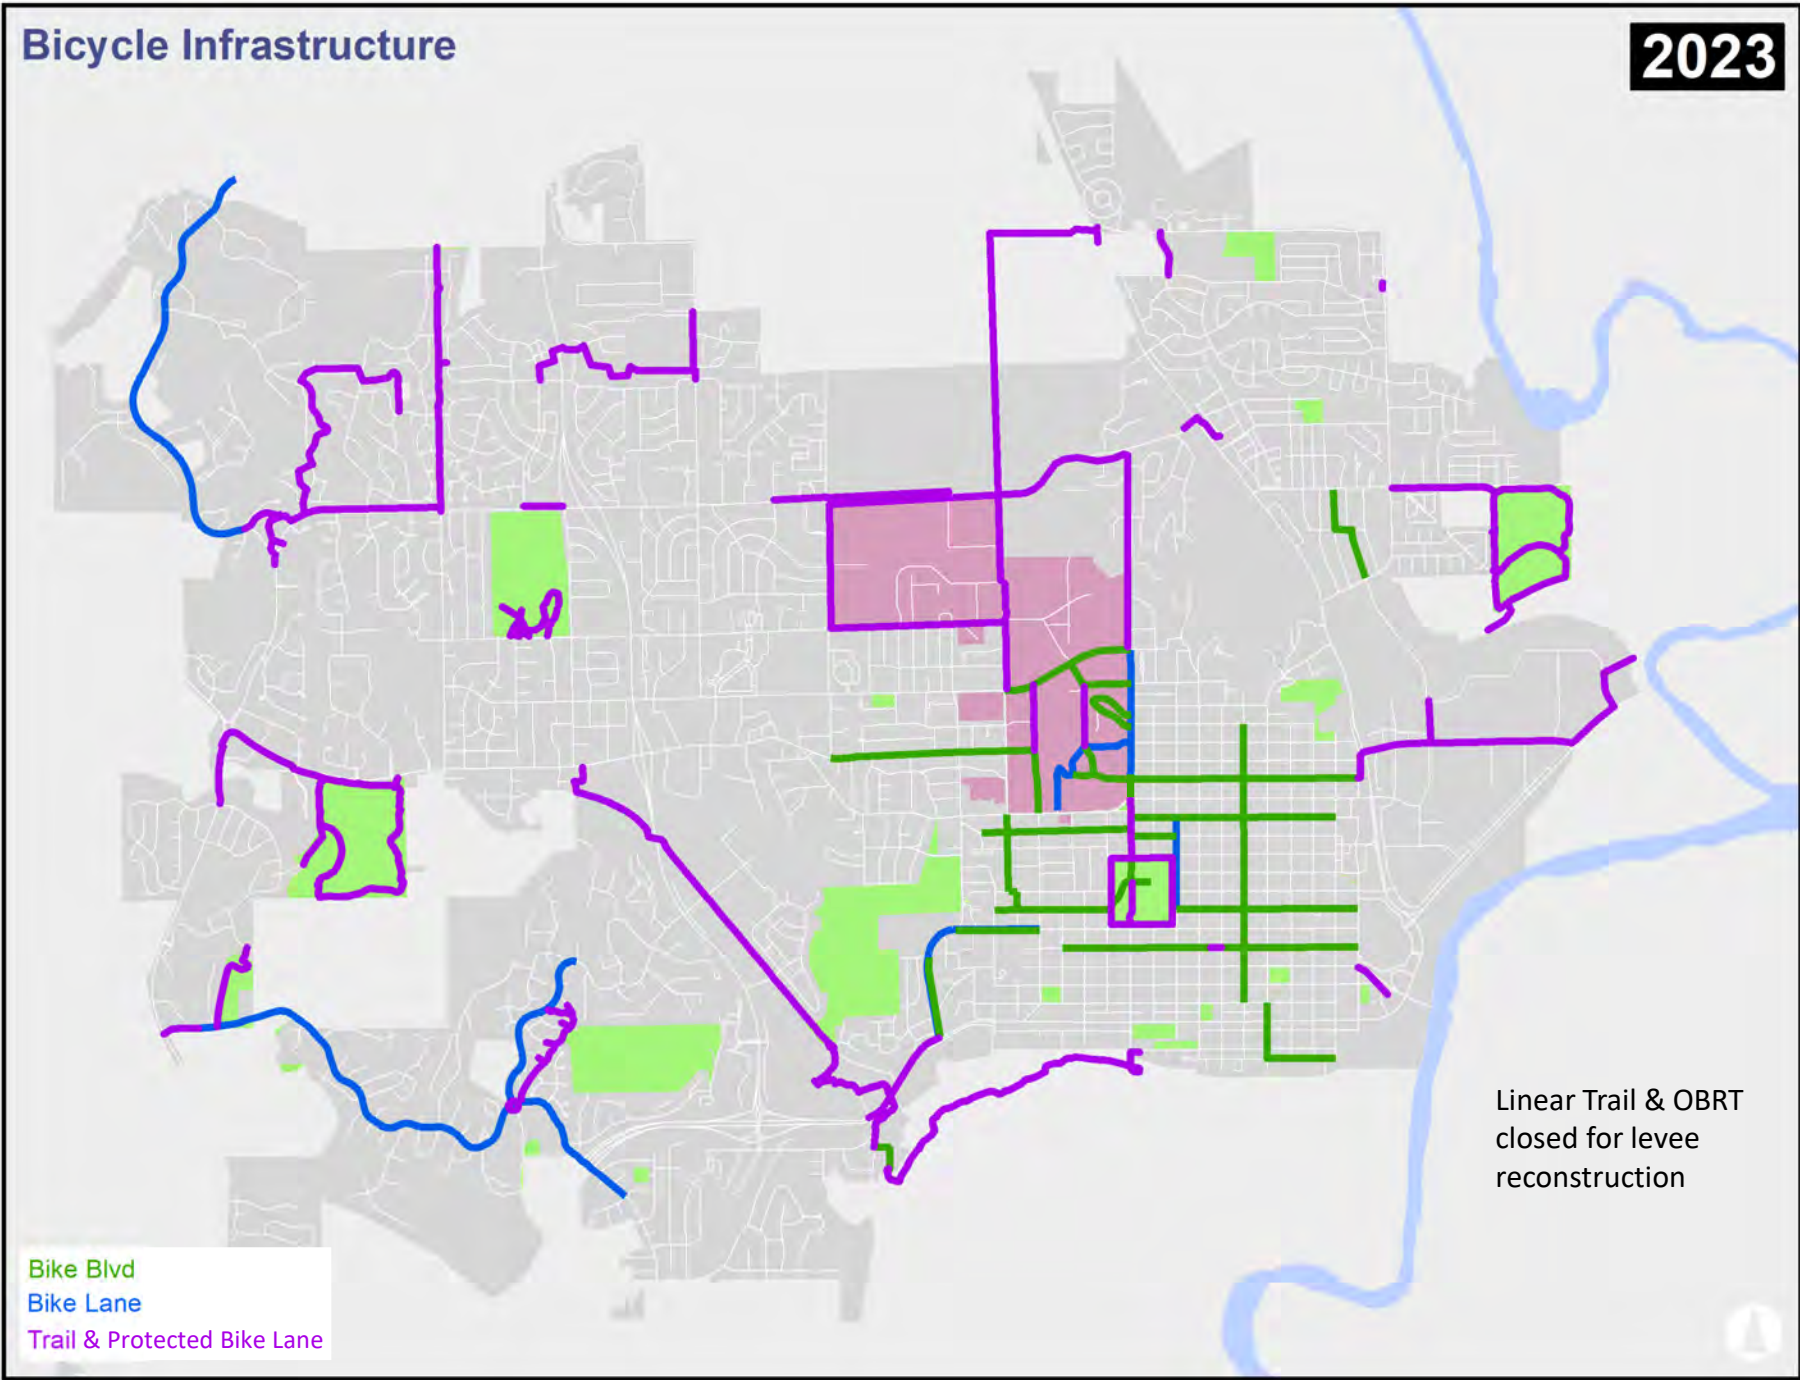 Bicycle Infrastructure
2023
Linear Trail & OBRT
closed for levee
reconstruction
Bike Blvd
Bike Lane
Trail & Protected Bike Lane